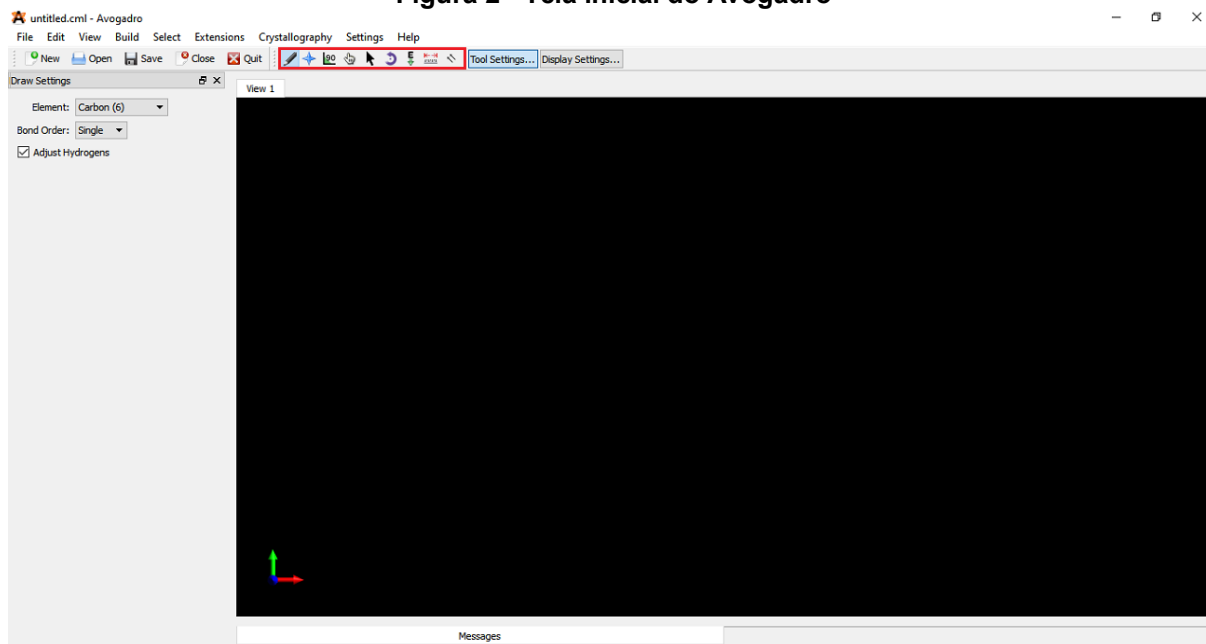 Figura 2 - Tela inicial do Avogadro
untitled.cml - Avogadro
File Edit View Build Select Extensions Crystallography Settings Help
New Open Save Close Quit Tool Settings... Display Settings...
Draw Settings
View 1
Element: Carbon (6)
Bond Order: Single
Adjust Hydrogens
Messages